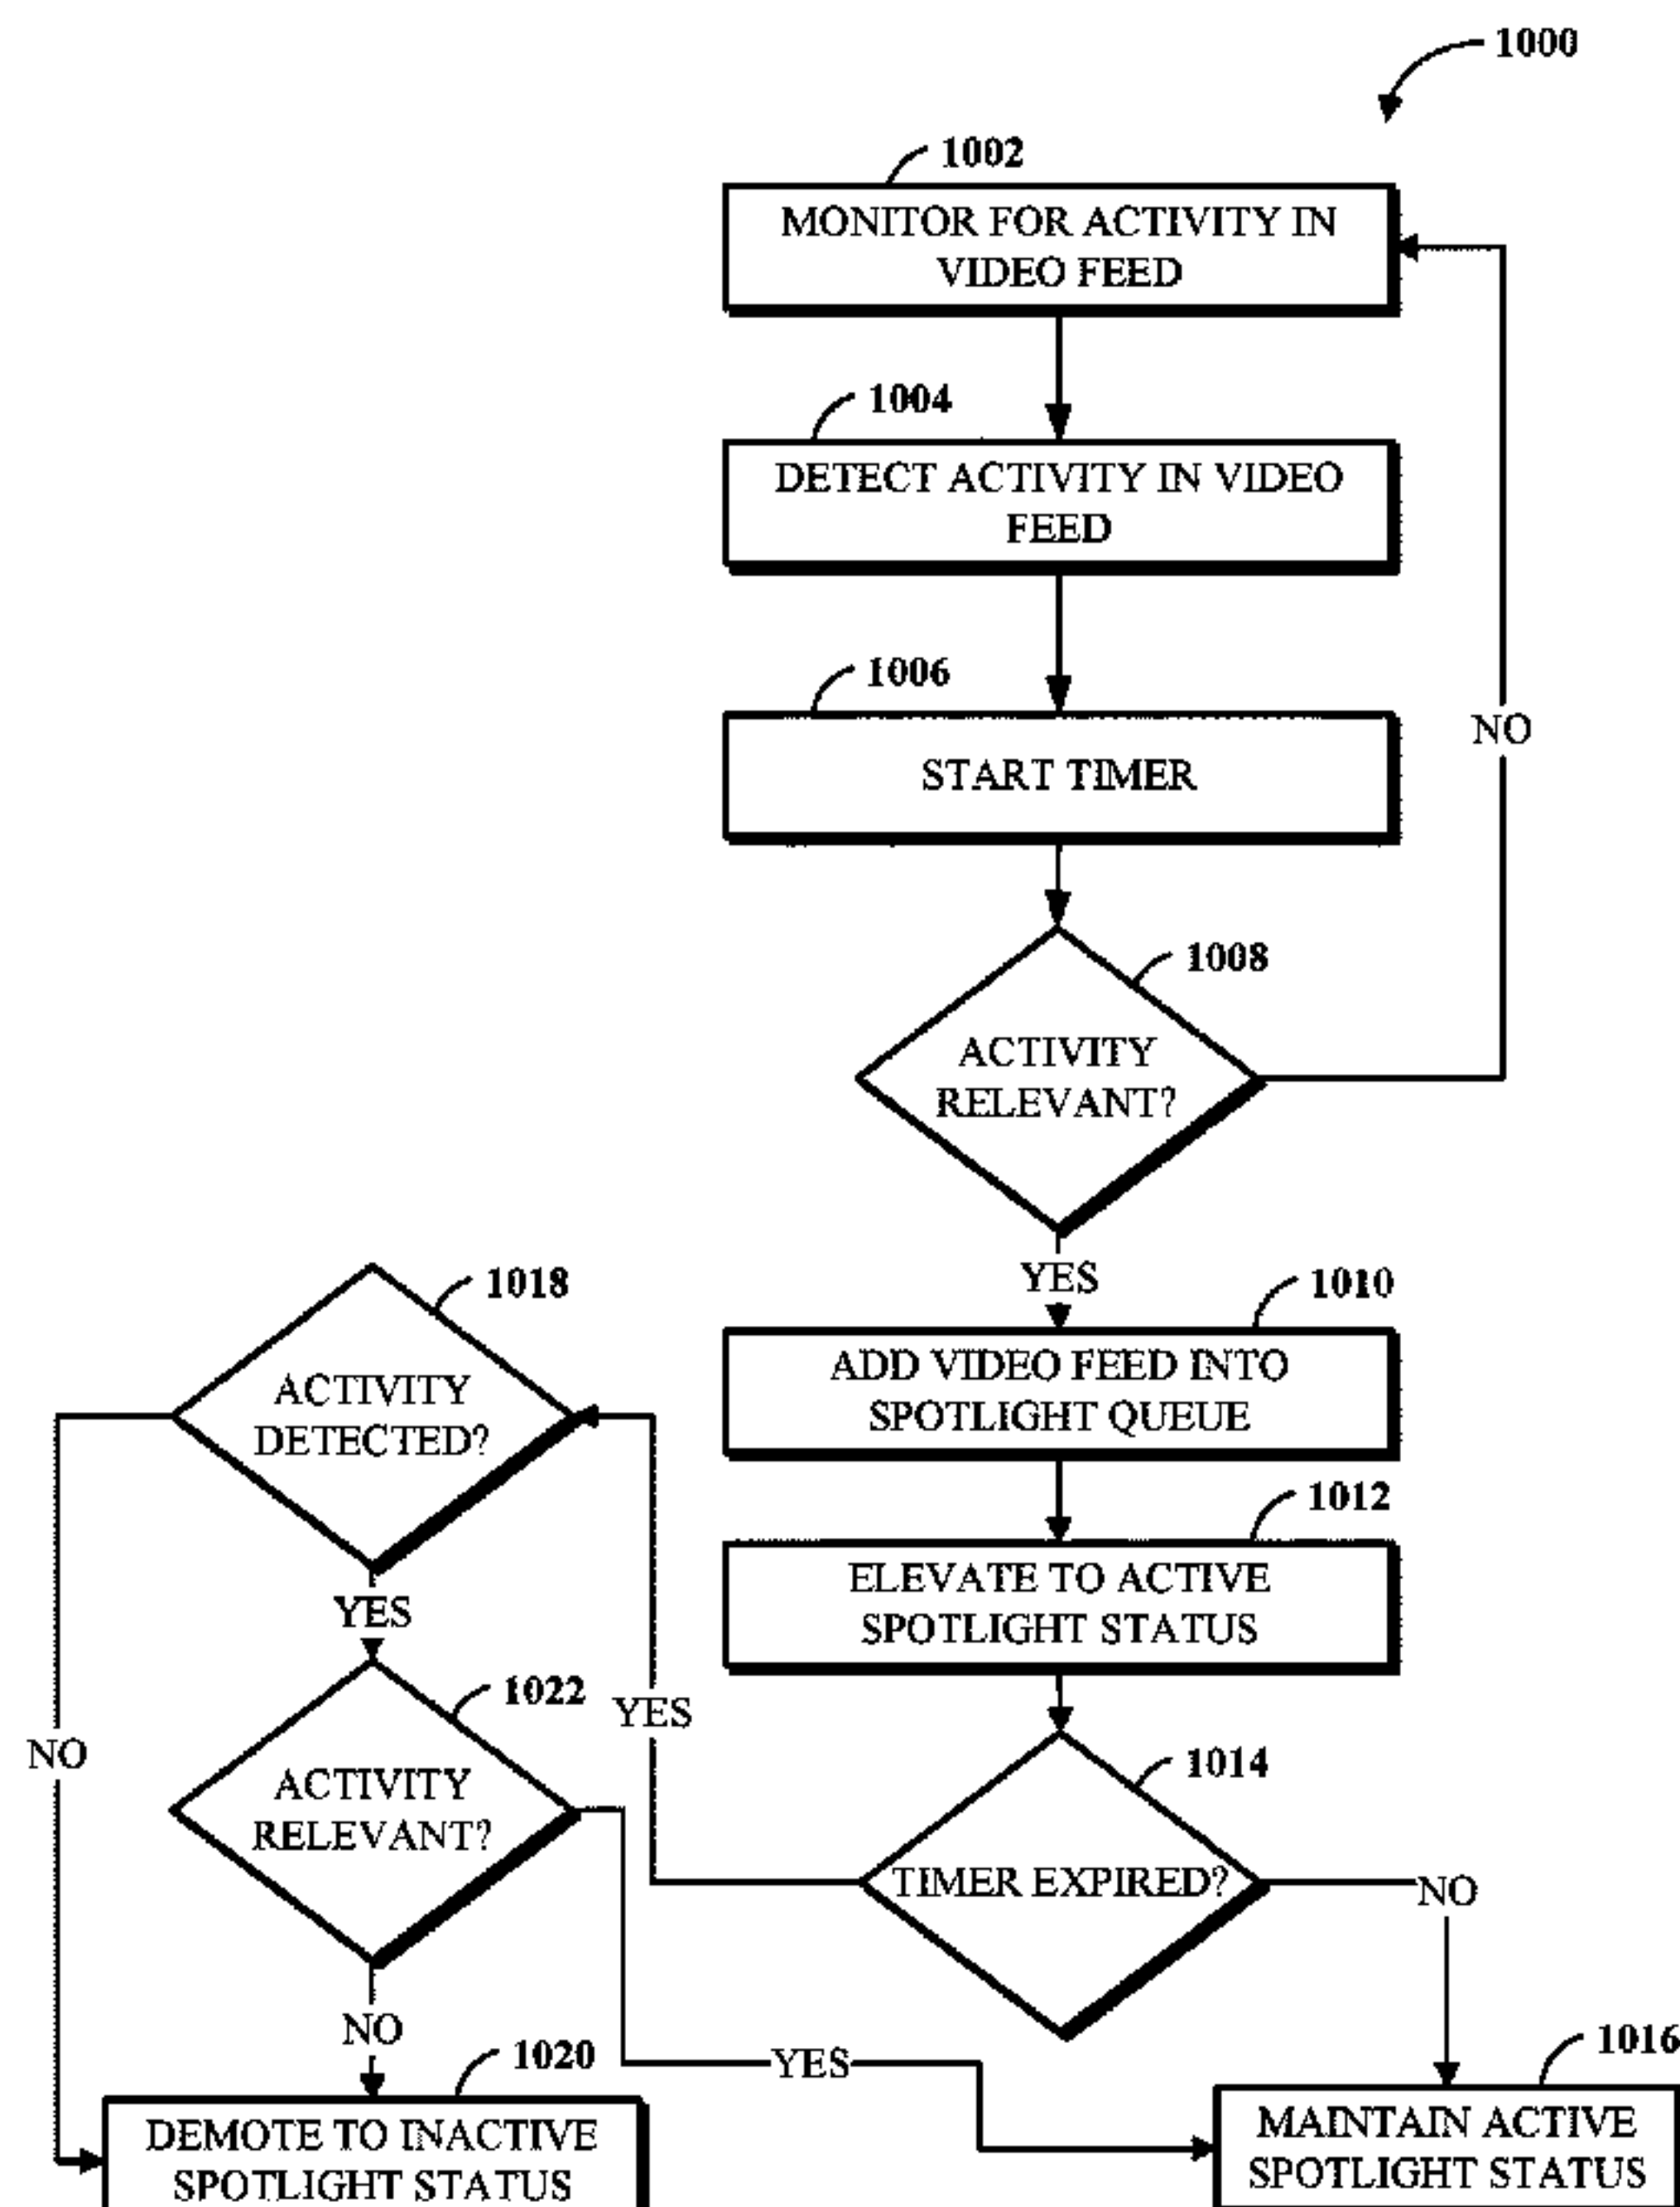 1000
1002
MONITOR FOR ACTIVITY IN
VIDEO FEED
1004
DETECT ACTIVITY IN VIDEO
FEED
1006
START TIMER
NO
1008
ACTIVITY
RELEVANT?
YES
1010
ADD VIDEO FEED INTO
SPOTLIGHT QUEUE
1012
ELEVATE TO ACTIVE
SPOTLIGHT STATUS
1014
TIMER EXPIRED?
YES
NO
1018
ACTIVITY
DETECTED?
YES
NO
1022
ACTIVITY
RELEVANT?
NO
YES
1020
DEMOTE TO INACTIVE
SPOTLIGHT STATUS
1016
MAINTAIN ACTIVE
SPOTLIGHT STATUS